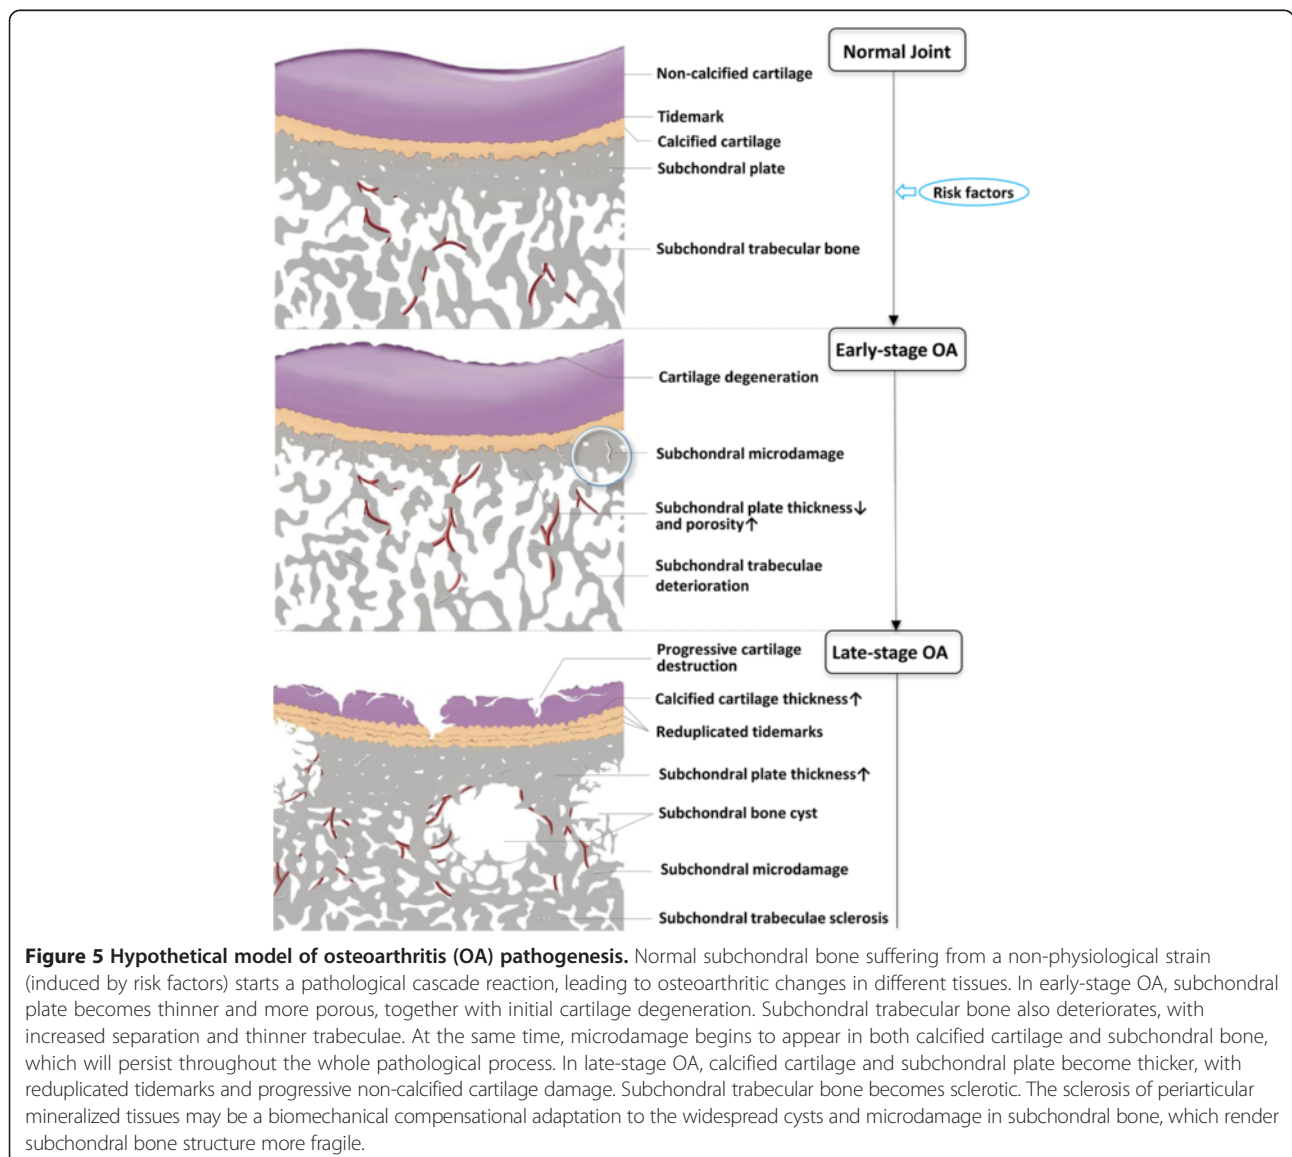 Normal Joint
Non-calcified cartilage
Tidemark
Calcified cartilage
Subchondral plate
Risk factors
Subchondral trabecular bone
Early-stage OA
Cartilage degeneration
Subchondral microdamage
Subchondral plate thickness↓
and porosity↑
Subchondral trabeculae
deterioration
Late-stage OA
Progressive cartilage
destruction
Calcified cartilage thickness↑
Reduplicated tidemarks
Subchondral plate thickness↑
Subchondral bone cyst
Subchondral microdamage
Subchondral trabeculae sclerosis
Figure 5 Hypothetical model of osteoarthritis (OA) pathogenesis. Normal subchondral bone suffering from a non-physiological strain
(induced by risk factors) starts a pathological cascade reaction, leading to osteoarthritic changes in different tissues. In early-stage OA, subchondral
plate becomes thinner and more porous, together with initial cartilage degeneration. Subchondral trabecular bone also deteriorates, with
increased separation and thinner trabeculae. At the same time, microdamage begins to appear in both calcified cartilage and subchondral bone,
which will persist throughout the whole pathological process. In late-stage OA, calcified cartilage and subchondral plate become thicker, with
reduplicated tidemarks and progressive non-calcified cartilage damage. Subchondral trabecular bone becomes sclerotic. The sclerosis of periarticular
mineralized tissues may be a biomechanical compensational adaptation to the widespread cysts and microdamage in subchondral bone, which render
subchondral bone structure more fragile.